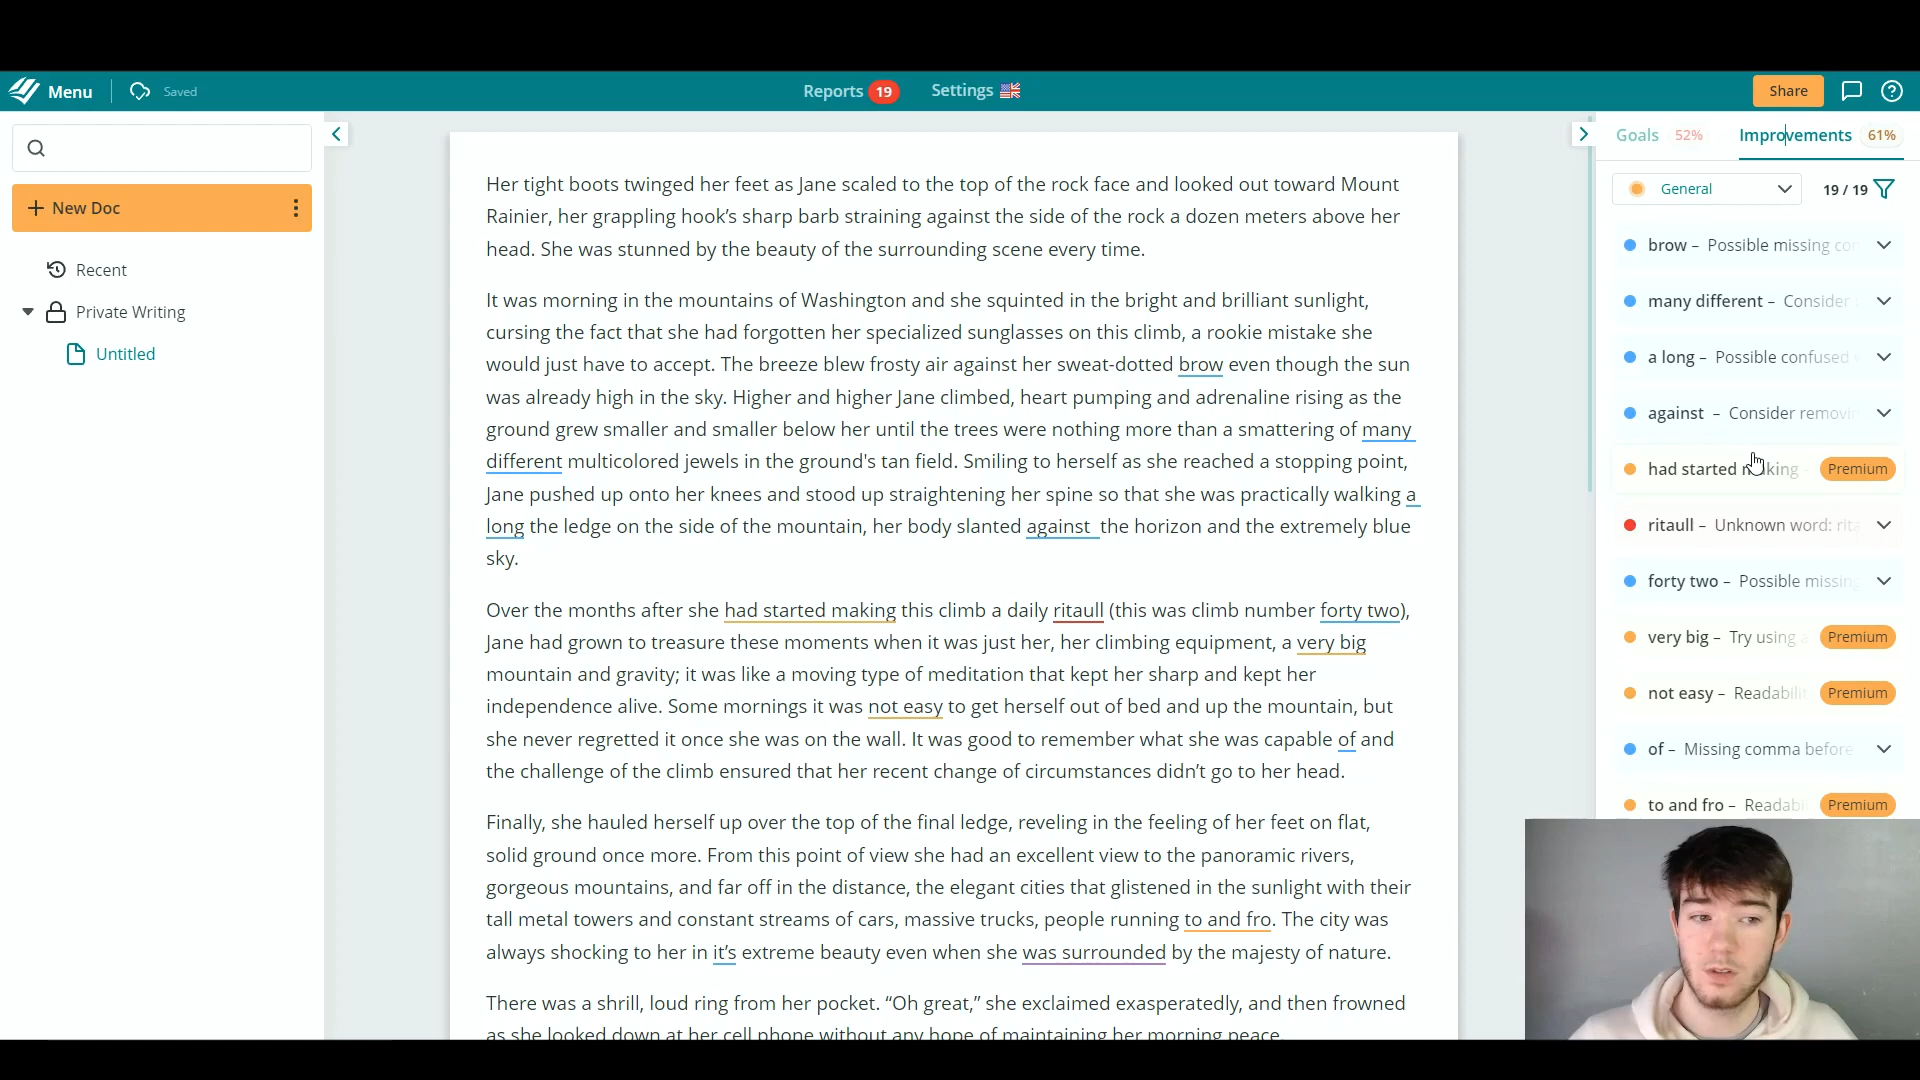 Menu
Saved
Reports 19
Settings
Share
New Doc
Recent
Private Writing
Untitled
Her tight boots twinged her feet as Jane scaled to the top of the rock face and looked out toward Mount
Rainier, her grappling hook’s sharp barb straining against the side of the rock a dozen meters above her
head. She was stunned by the beauty of the surrounding scene every time.
It was morning in the mountains of Washington and she squinted in the bright and brilliant sunlight,
cursing the fact that she had forgotten her specialized sunglasses on this climb, a rookie mistake she
would just have to accept. The breeze blew frosty air against her sweat-dotted brow even though the sun
was already high in the sky. Higher and higher Jane climbed, heart pumping and adrenaline rising as the
ground grew smaller and smaller below her until the trees were nothing more than a smattering of many
different multicolored jewels in the ground's tan field. Smiling to herself as she reached a stopping point,
Jane pushed up onto her knees and stood up straightening her spine so that she was practically walking a
long the ledge on the side of the mountain, her body slanted against the horizon and the extremely blue
sky.
Over the months after she had started making this climb a daily ritaull (this was climb number forty two),
Jane had grown to treasure these moments when it was just her, her climbing equipment, a very big
mountain and gravity; it was like a moving type of meditation that kept her sharp and kept her
independence alive. Some mornings it was not easy to get herself out of bed and up the mountain, but
she never regretted it once she was on the wall. It was good to remember what she was capable of and
the challenge of the climb ensured that her recent change of circumstances didn’t go to her head.
Finally, she hauled herself up over the top of the final ledge, reveling in the feeling of her feet on flat,
solid ground once more. From this point of view she had an excellent view to the panoramic rivers,
gorgeous mountains, and far off in the distance, the elegant cities that glistened in the sunlight with their
tall metal towers and constant streams of cars, massive trucks, people running to and fro. The city was
always shocking to her in it’s extreme beauty even when she was surrounded by the majesty of nature.
There was a shrill, loud ring from her pocket. “Oh great,” she exclaimed exasperatedly, and then frowned
as she looked down at her cell phone without any hope of maintaining her morning peace.
Goals 52%
Improvements 61%
General
19 / 19
brow – Possible missing
many different – Consider
a long – Possible confused
against – Consider
had started making – Premium
ritaull – Unknown word:
forty two – Possible missing
very big – Try using Premium
not easy – Premium
of – Missing comma before
to and fro – Premium